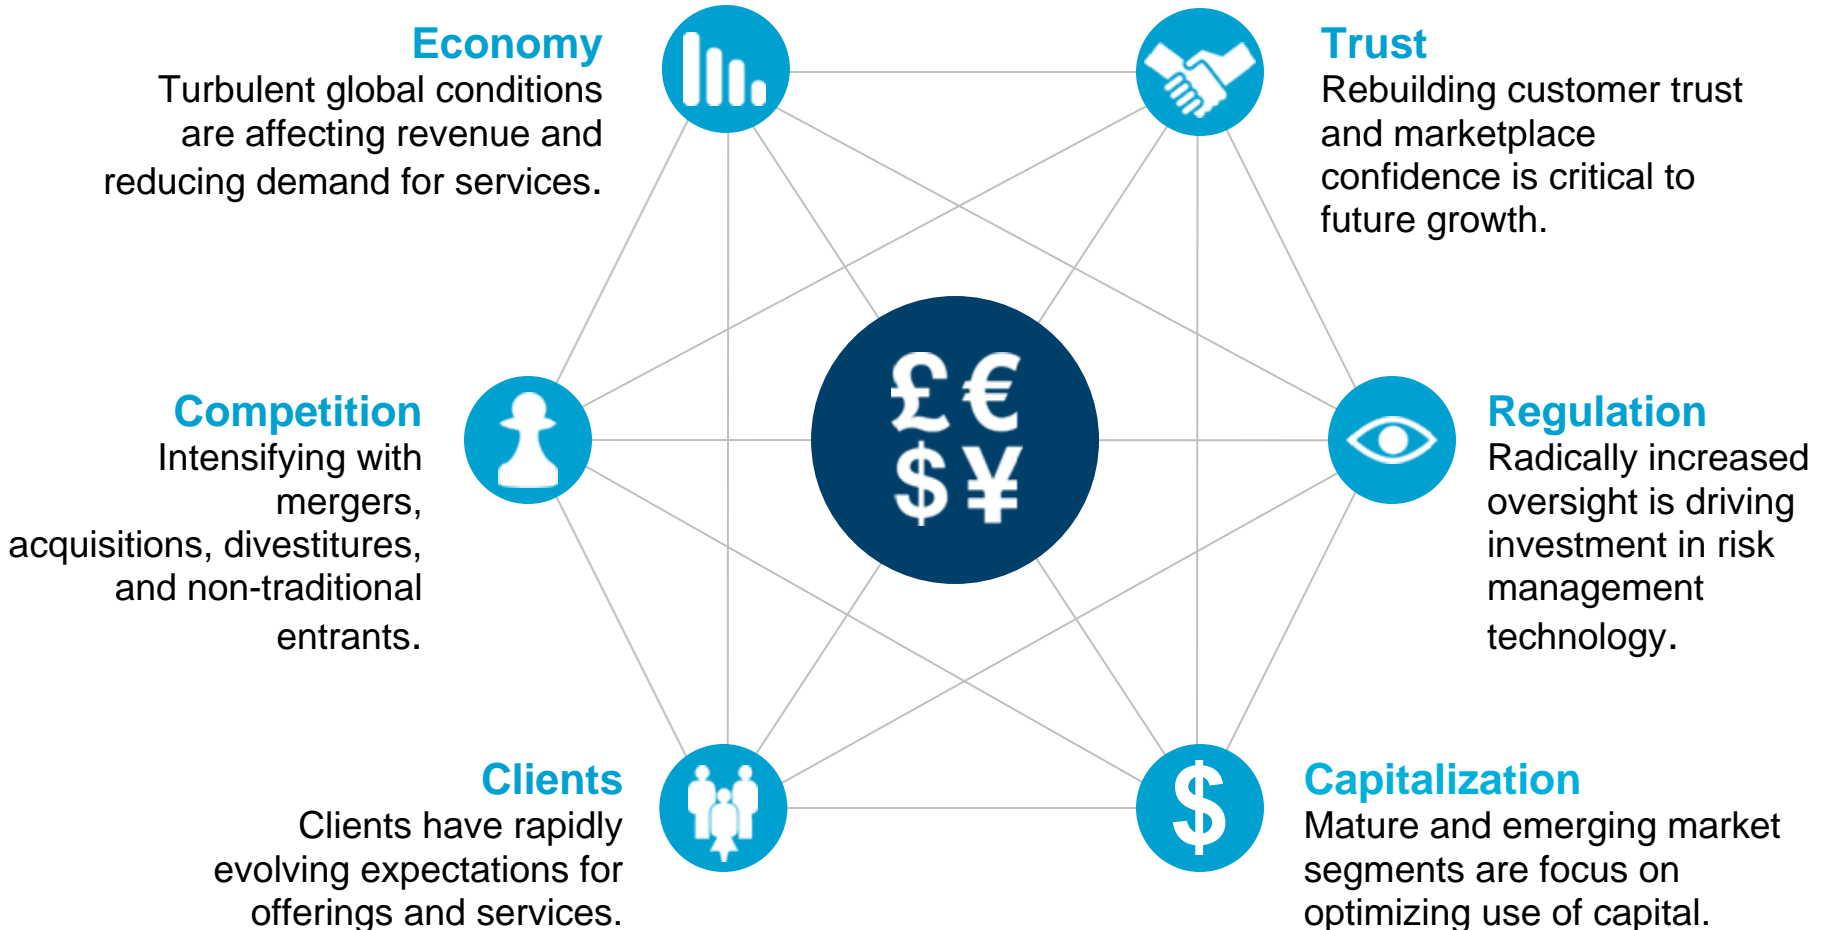 Economy
Turbulent global conditions
are affecting revenue and
reducing demand for services.
Trust
Rebuilding customer trust
and marketplace
confidence is critical to
future growth.
£ €
$ ¥
Competition
Intensifying with
mergers,
acquisitions, divestitures,
and non-traditional
entrants.
Regulation
Radically increased
oversight is driving
investment in risk
management
technology.
Clients
Clients have rapidly
evolving expectations for
offerings and services.
$
Capitalization
Mature and emerging market
segments are focus on
optimizing use of capital.